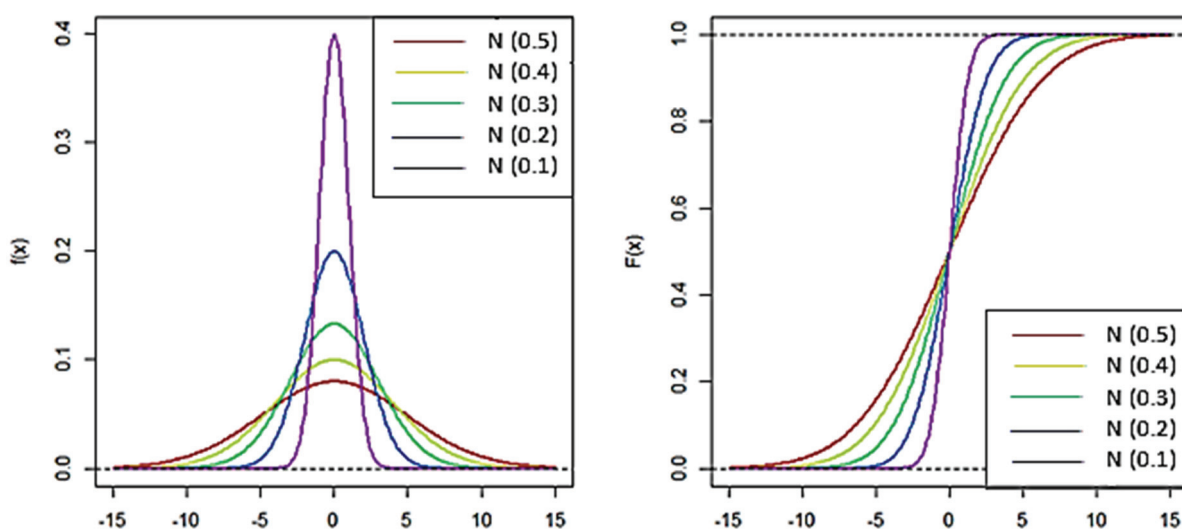 f(x)
0.4
0.3
0.2
0.1
0.0
N (0.5)
N (0.4)
N (0.3)
N (0.2)
N (0.1)
-15 -10 -5 0 5 10 15
F(x)
1.0
0.8
0.6
0.4
0.2
0.0
N (0.5)
N (0.4)
N (0.3)
N (0.2)
N (0.1)
-15 -10 -5 0 5 10 15